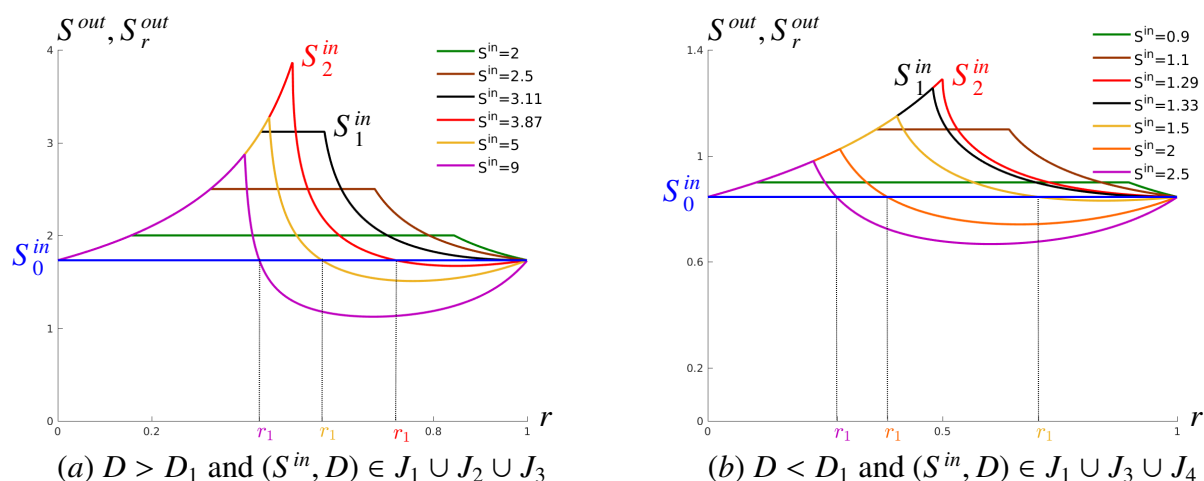 S^out, S_r^out
4
S_2^in
S^in=2
S^in=2.5
S^in=3.11
S^in=3.87
S^in=5
S^in=9
S_1^in
3
2
S_0^in
1
0
0 0.2 r_1 r_1 r_1 0.8 1 r
(a) D > D_1 and (S^in, D) ∈ J_1 ∪ J_2 ∪ J_3
S^out, S_r^out
1.4
S_1^in S_2^in
S^in=0.9
S^in=1.1
S^in=1.29
S^in=1.33
S^in=1.5
S^in=2
S^in=2.5
1
S_0^in
0.6
0.2
0
0 r_1 r_1 0.5 r_1 1 r
(b) D < D_1 and (S^in, D) ∈ J_1 ∪ J_3 ∪ J_4